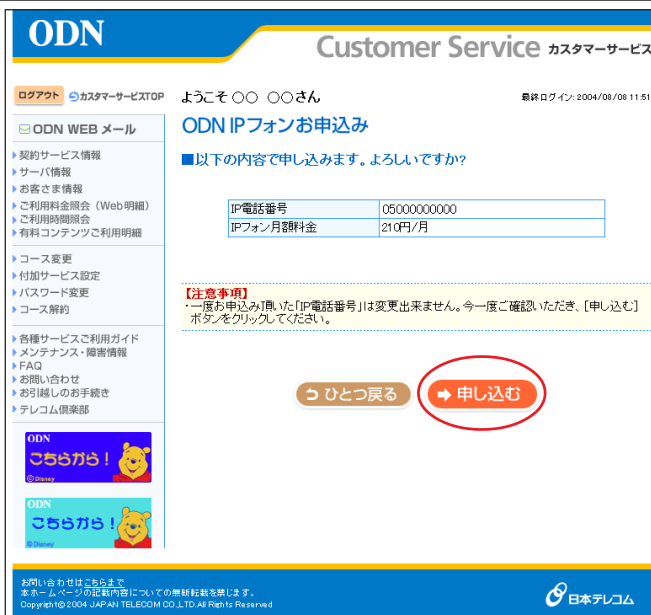 ODN
Customer Service カスタマーサービス
ログアウト カスタマーサービスTOP
ようこそ ○○ ○○さん
最終ログイン: 2004/08/08 11:51
ODN WEB メール
契約サービス情報
サーバ情報
お客さま情報
ご利用料金照会（Web明細）
ご利用時間照会
有料コンテンツご利用明細
コース変更
付加サービス設定
パスワード変更
コース解約
各種サービスご利用ガイド
メンテナンス・障害情報
FAQ
お問い合わせ
お引越しのお手続き
テレコム倶楽部
ODN
こちらから！
©Disney
ODN
こちらから！
©Disney
ODN IPフォンお申込み
■以下の内容で申し込みます。よろしいですか?
IP電話番号 05000000000
IPフォン月額料金 210円/月
【注意事項】
・一度お申込み頂いた「IP電話番号」は変更出来ません。今一度ご確認いただき、［申し込む］
ボタンをクリックしてください。
ひとつ戻る
申し込む
お問い合わせはこちらまで
本ホームページの記載内容についての無断転載を禁じます。
Copyright© 2004 JAPAN TELECOM CO.,LTD.All Rights Reserved
日本テレコム